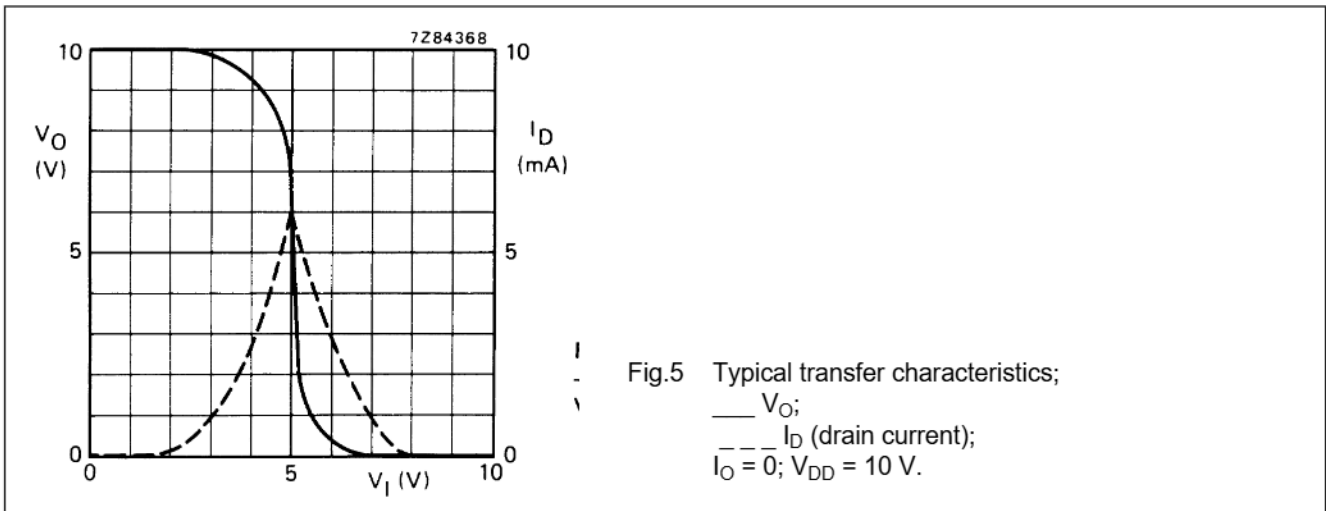 7Z84368
10
10
V_O
(V)
I_D
(mA)
5
5
0
0
0
5
10
V_I (V)
Fig.5 Typical transfer characteristics;
___ V_O;
_ _ _ I_D (drain current);
I_O = 0; V_DD = 10 V.